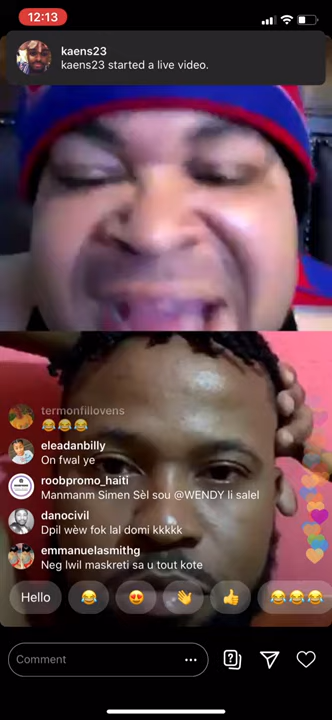 12:13
kaens23
kaens23 started a live video.
termonfillovens
😂😂😂
eleadanbilly
On fwal ye
roobpromo_haiti
Manmanm Simen Sèl sou @WENDY li salel
danocivil
Dpil wèw fok lal domi kkkkk
emmanuelasmithg
Neg lwil maskreti sa u tout kote
Hello 😂 😍 👋 👍 😂😂😂
Comment